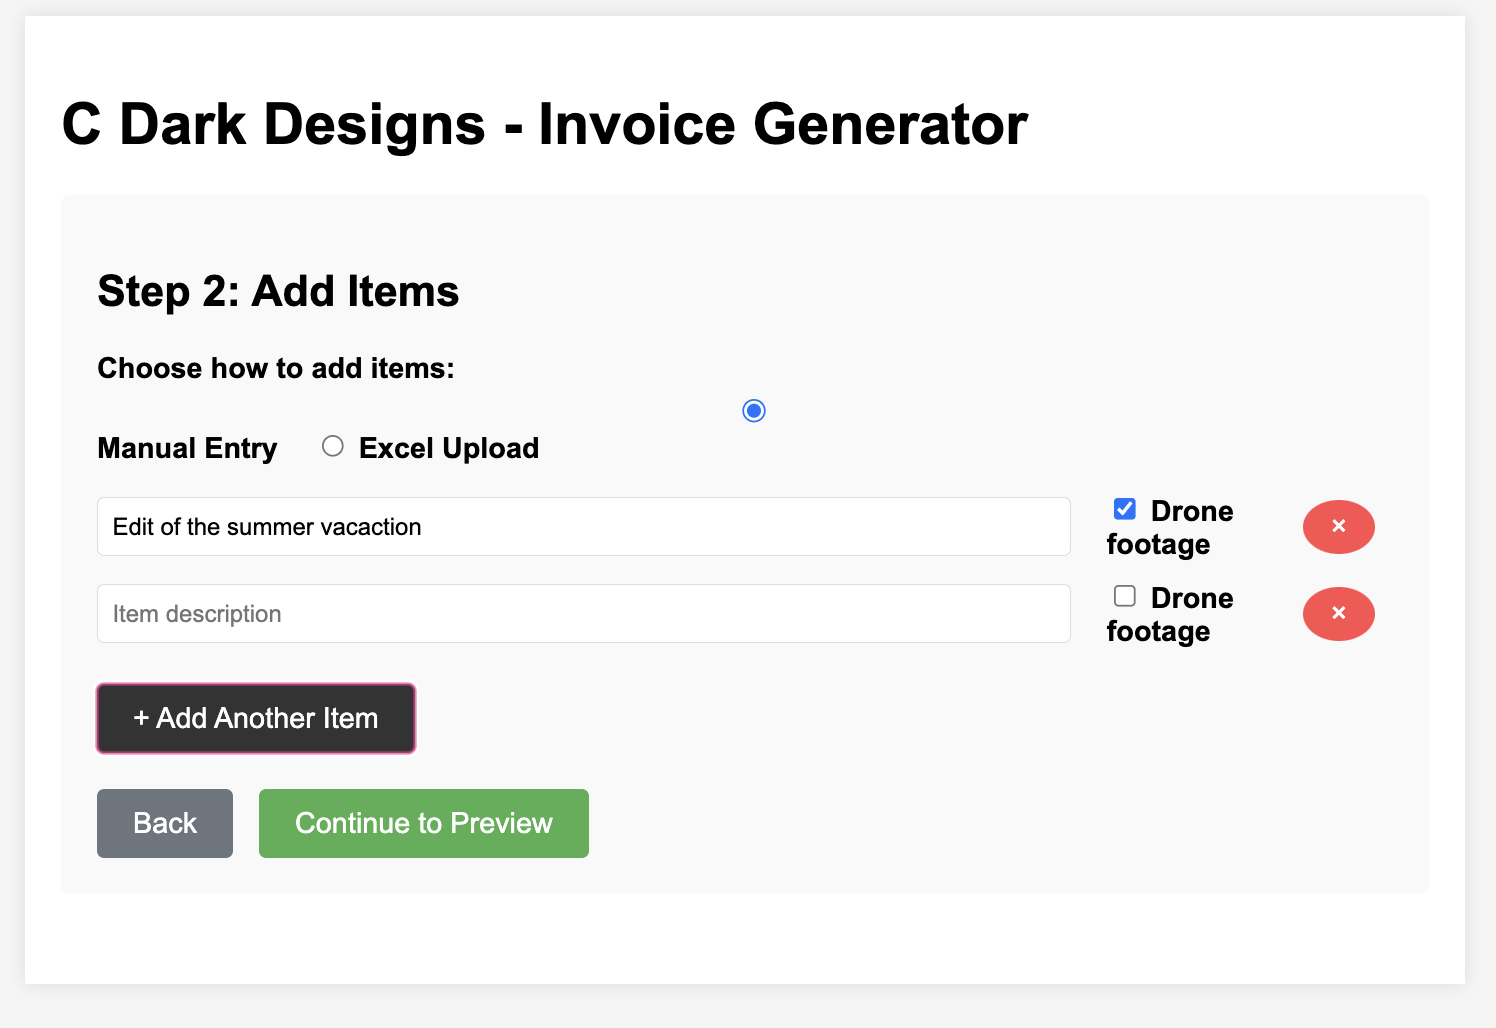 C Dark Designs - Invoice Generator
Step 2: Add Items
Choose how to add items:
Manual Entry Excel Upload
Edit of the summer vacaction
Drone
footage
×
Item description
Drone
footage
×
+ Add Another Item
Back Continue to Preview